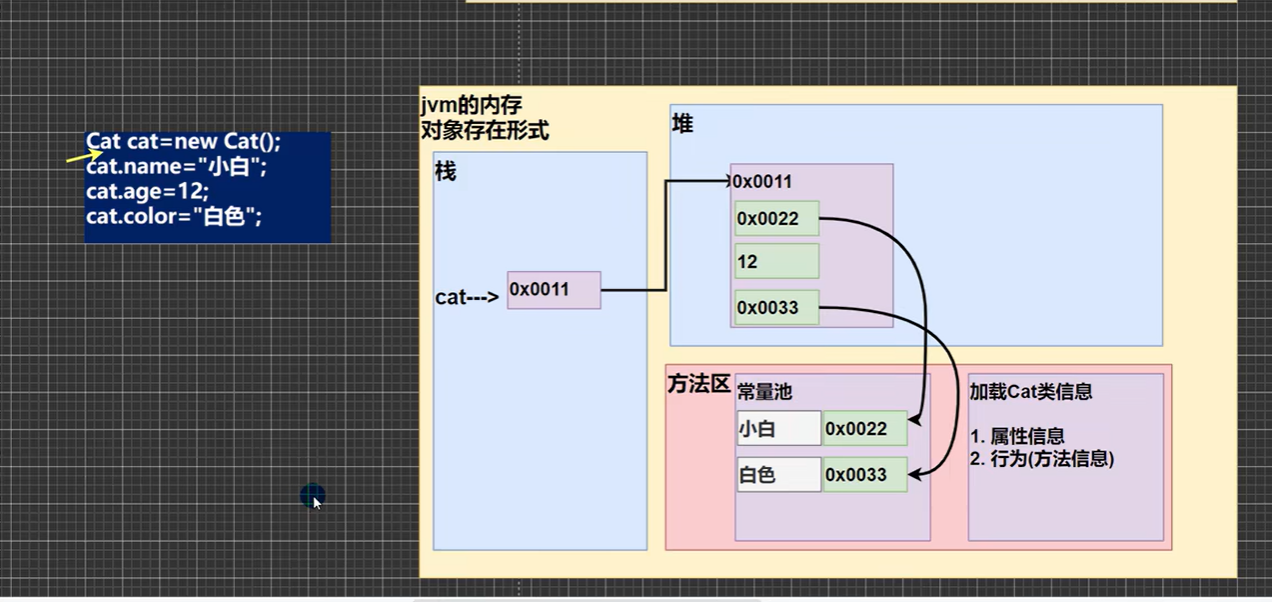 Cat cat=new Cat();
cat.name="小白";
cat.age=12;
cat.color="白色";
jvm的内存
对象存在形式
栈
cat--->
0x0011
堆
0x0011
0x0022
12
0x0033
方法区
常量池
小白
0x0022
白色
0x0033
加载Cat类信息
1. 属性信息
2. 行为(方法信息)